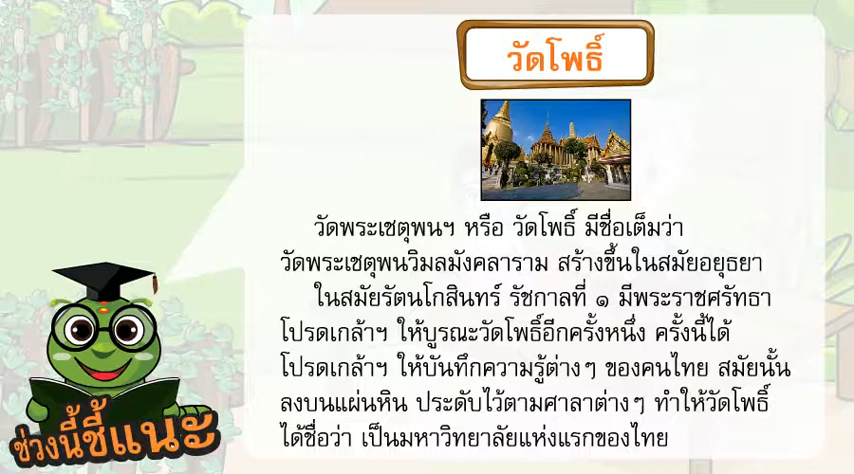 วัดโพธิ์
วัดพระเชตุพนฯ หรือ วัดโพธิ์ มีชื่อเต็มว่า
วัดพระเชตุพนวิมลมังคลาราม สร้างขึ้นในสมัยอยุธยา
ในสมัยรัตนโกสินทร์ รัชกาลที่ ๑ มีพระราชศรัทธา
โปรดเกล้าฯ ให้บูรณะวัดโพธิ์อีกครั้งหนึ่ง ครั้งนี้ได้
โปรดเกล้าฯ ให้บันทึกความรู้ต่างๆ ของคนไทย สมัยนั้น
ลงบนแผ่นหิน ประดับไว้ตามศาลาต่างๆ ทำให้วัดโพธิ์
ได้ชื่อว่า เป็นมหาวิทยาลัยแห่งแรกของไทย
ช่วงนี้ชี้แนะ